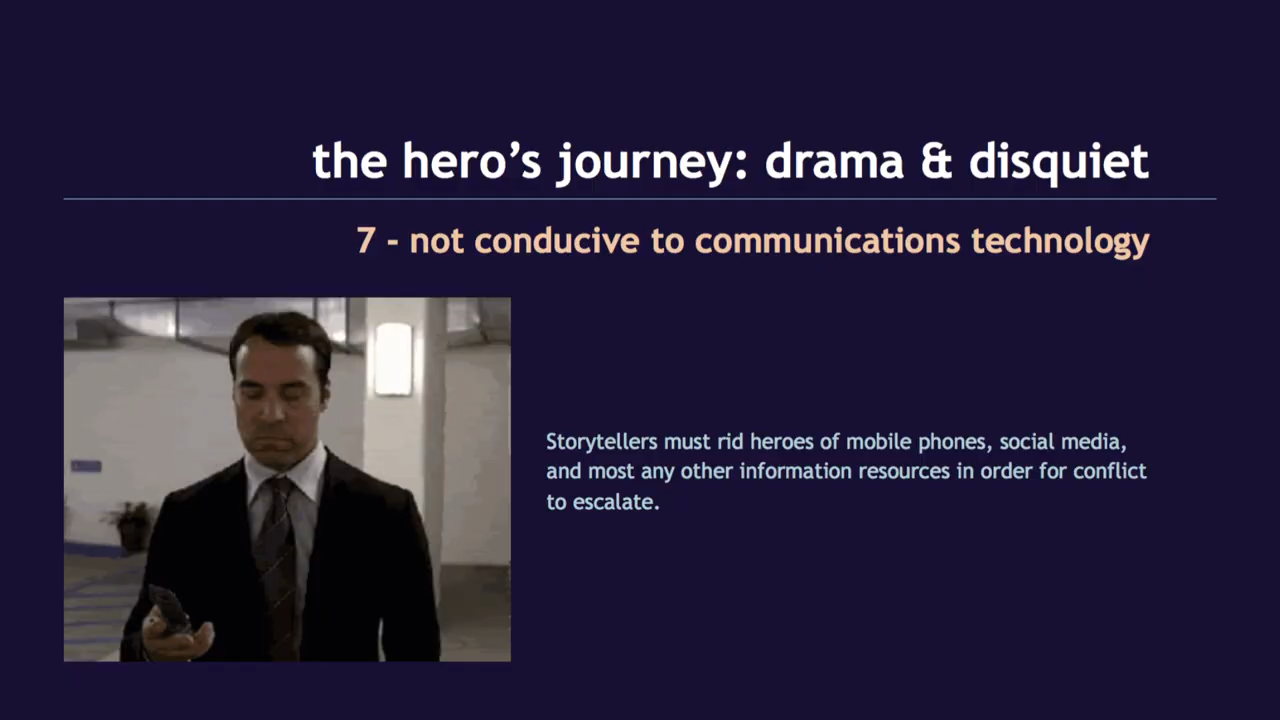 the hero’s journey: drama & disquiet
7 - not conducive to communications technology
Storytellers must rid heroes of mobile phones, social media,
and most any other information resources in order for conflict
to escalate.